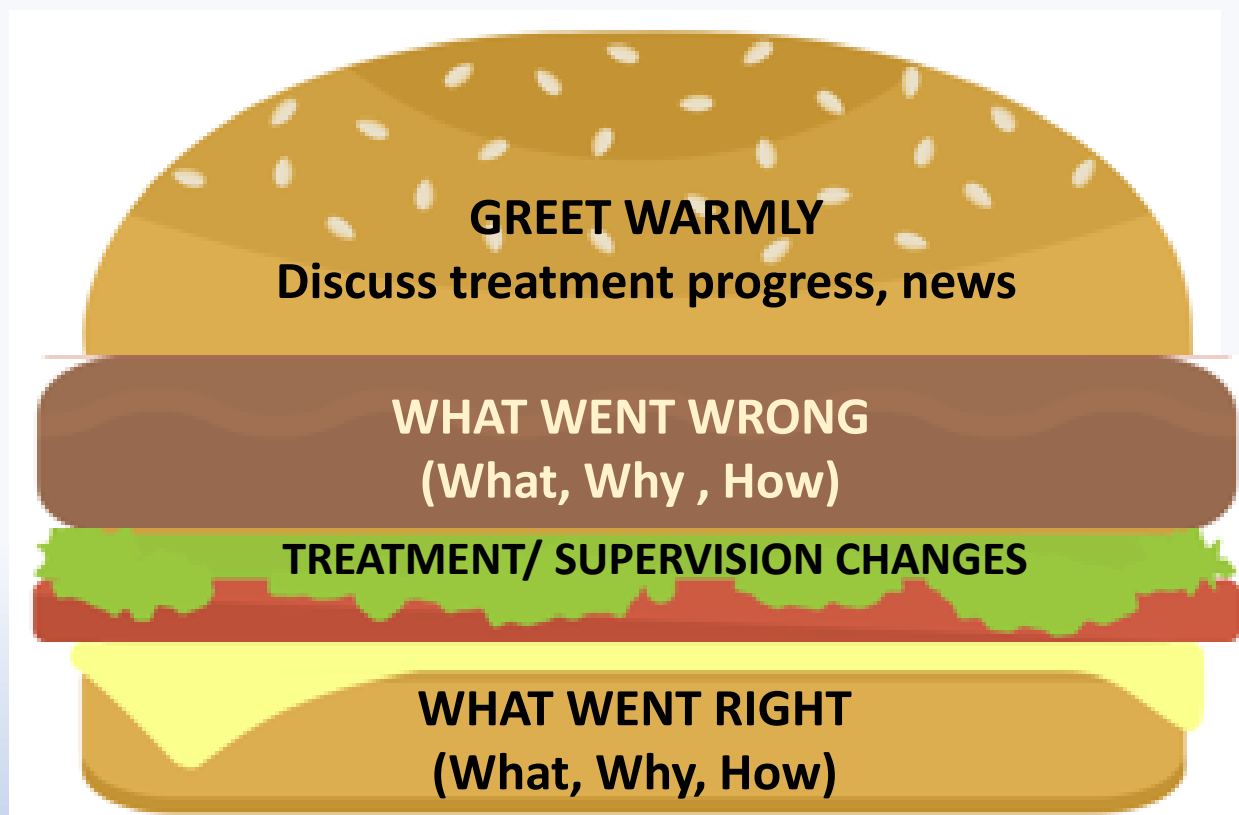 GREET WARMLY
Discuss treatment progress, news
WHAT WENT WRONG
(What, Why , How)
TREATMENT/ SUPERVISION CHANGES
WHAT WENT RIGHT
(What, Why, How)